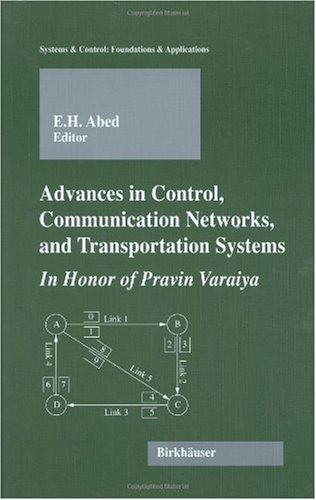 Systems & Control: Foundations & Applications
E.H. Abed
Editor
Advances in Control,
Communication Networks,
and Transportation Systems
In Honor of Pravin Varaiya
A
0
1
Link 1
B
2
3
Link 2
8
9
Link 5
Link 4
6
7
D
Link 3
4
5
C
Birkhäuser